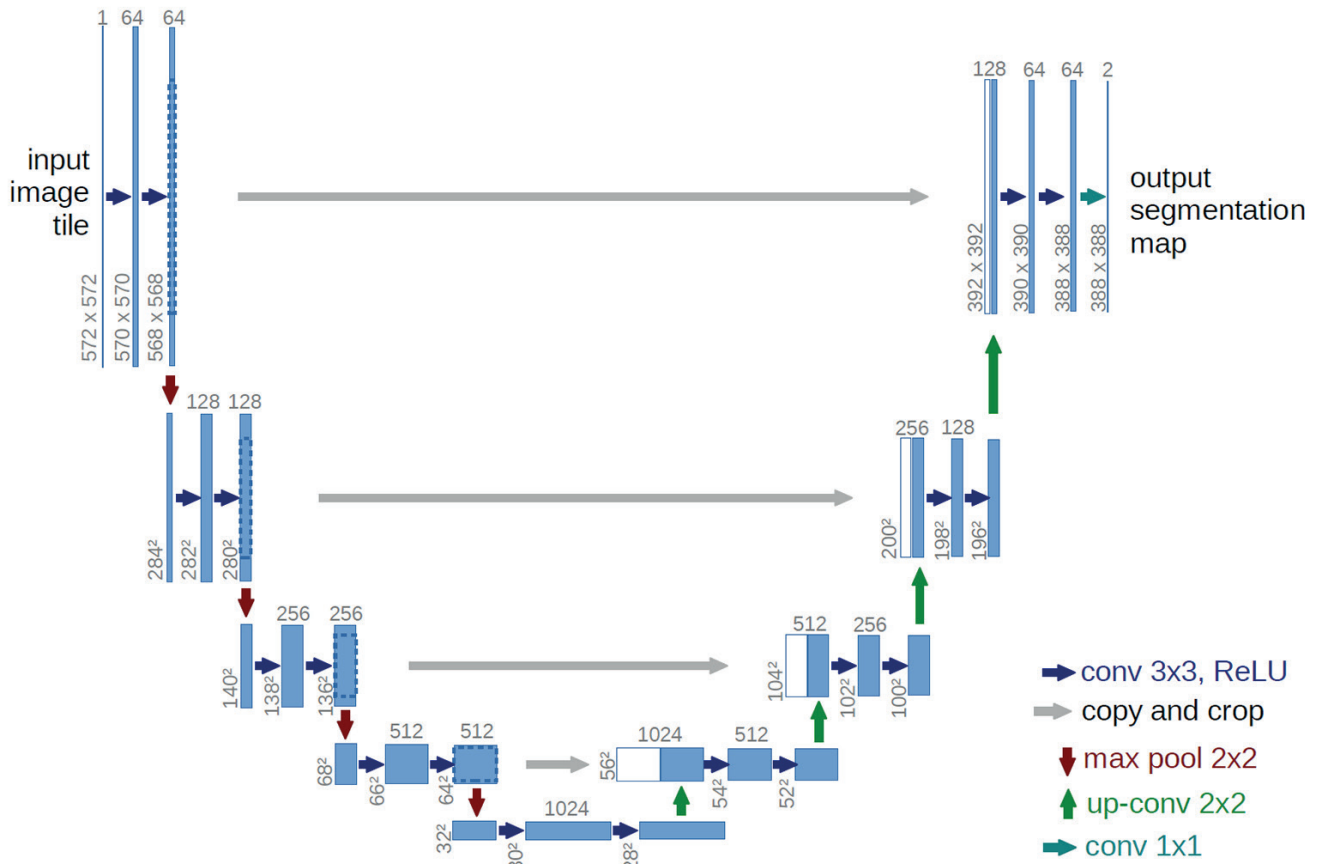 1 64 64
128 64 64 2
input
image
tile
output
segmentation
map
572 x 572
570 x 570
568 x 568
392 x 392
390 x 390
388 x 388
388 x 388
128 128
256 128
284²
282²
280²
200²
198²
196²
256 256
512 256
140²
138²
136²
104²
102²
100²
512 512
1024 512
68²
66²
64²
56²
54²
52²
1024
32²
conv 3x3, ReLU
copy and crop
max pool 2x2
up-conv 2x2
conv 1x1